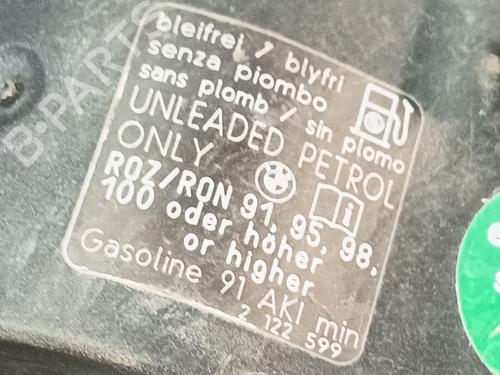 bleifrei / blyfri
senza piombo
sans plomb / sin plomo
UNLEADED PETROL
ONLY
ROZ/RON 91, 95, 98,
100 oder höher
or higher
Gasoline 91 AKI min
2 122 599
B-PARTS